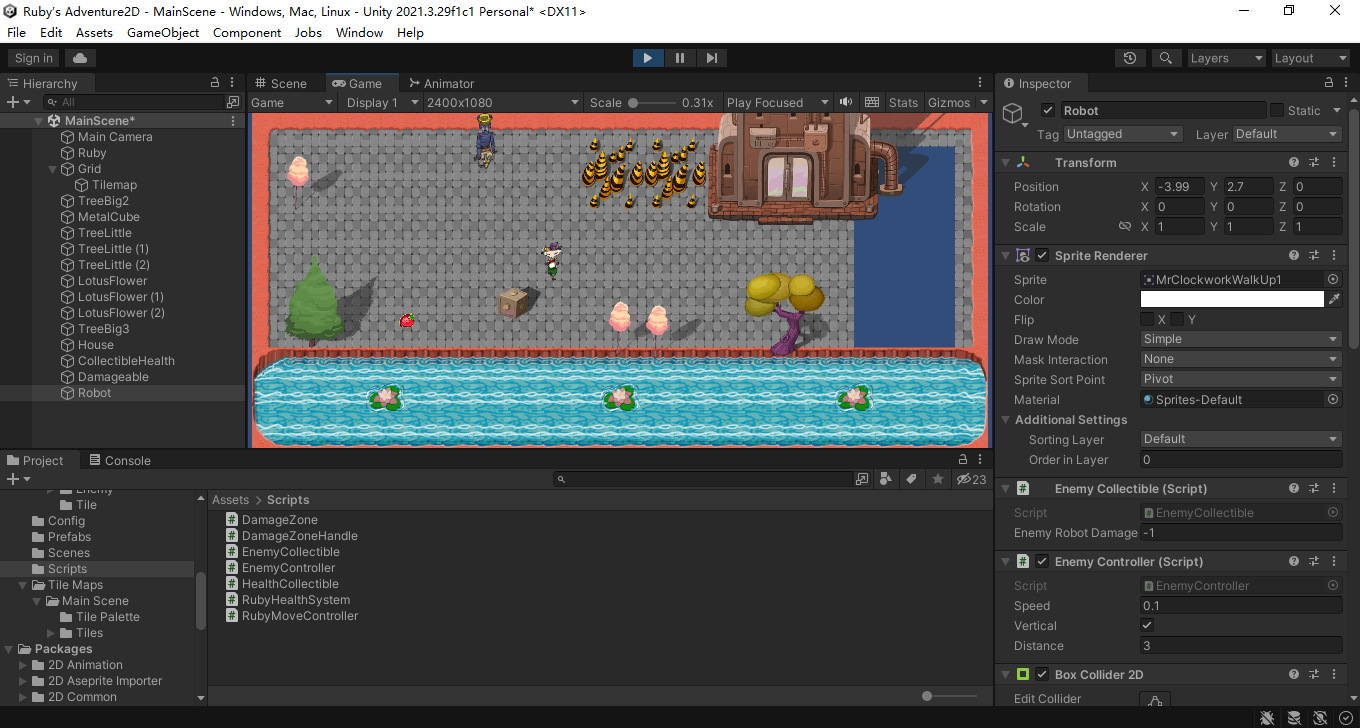 Ruby's Adventure2D - MainScene - Windows, Mac, Linux - Unity 2021.3.29f1c1 Personal* <DX11>
File Edit Assets GameObject Component Jobs Window Help
Sign in
Layers
Layout
Hierarchy
All
MainScene*
Main Camera
Ruby
Grid
Tilemap
TreeBig2
MetalCube
TreeLittle
TreeLittle (1)
TreeLittle (2)
LotusFlower
LotusFlower (1)
LotusFlower (2)
TreeBig3
House
CollectibleHealth
Damageable
Robot
Scene Game Animator
Game Display 1 2400x1080 Scale 0.31x Play Focused Stats Gizmos
Inspector
Robot Static
Tag Untagged Layer Default
Transform
Position X -3.99 Y 2.7 Z 0
Rotation X 0 Y 0 Z 0
Scale X 1 Y 1 Z 1
Sprite Renderer
Sprite MrClockworkWalkUp1
Color
Flip X Y
Draw Mode Simple
Mask Interaction None
Sprite Sort Point Pivot
Material Sprites-Default
Additional Settings
Sorting Layer Default
Order in Layer 0
Enemy Collectible (Script)
Script EnemyCollectible
Enemy Robot Damage -1
Enemy Controller (Script)
Script EnemyController
Speed 0.1
Vertical
Distance 3
Box Collider 2D
Edit Collider
Project Console
23
Enemy
Tile
Config
Prefabs
Scenes
Scripts
Tile Maps
Main Scene
Tile Palette
Tiles
Packages
2D Animation
2D Aseprite Importer
2D Common
Assets > Scripts
DamageZone
DamageZoneHandle
EnemyCollectible
EnemyController
HealthCollectible
RubyHealthSystem
RubyMoveController